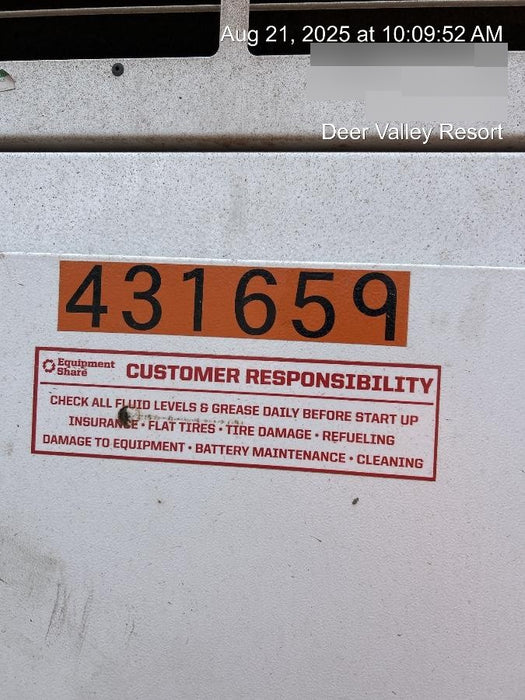 Aug 21, 2025 at 10:09:52 AM
Deer Valley Resort
431659
Equipment
Share
CUSTOMER RESPONSIBILITY
CHECK ALL FLUID LEVELS & GREASE DAILY BEFORE START UP
INSURANCE • FLAT TIRES • TIRE DAMAGE • REFUELING
DAMAGE TO EQUIPMENT • BATTERY MAINTENANCE • CLEANING